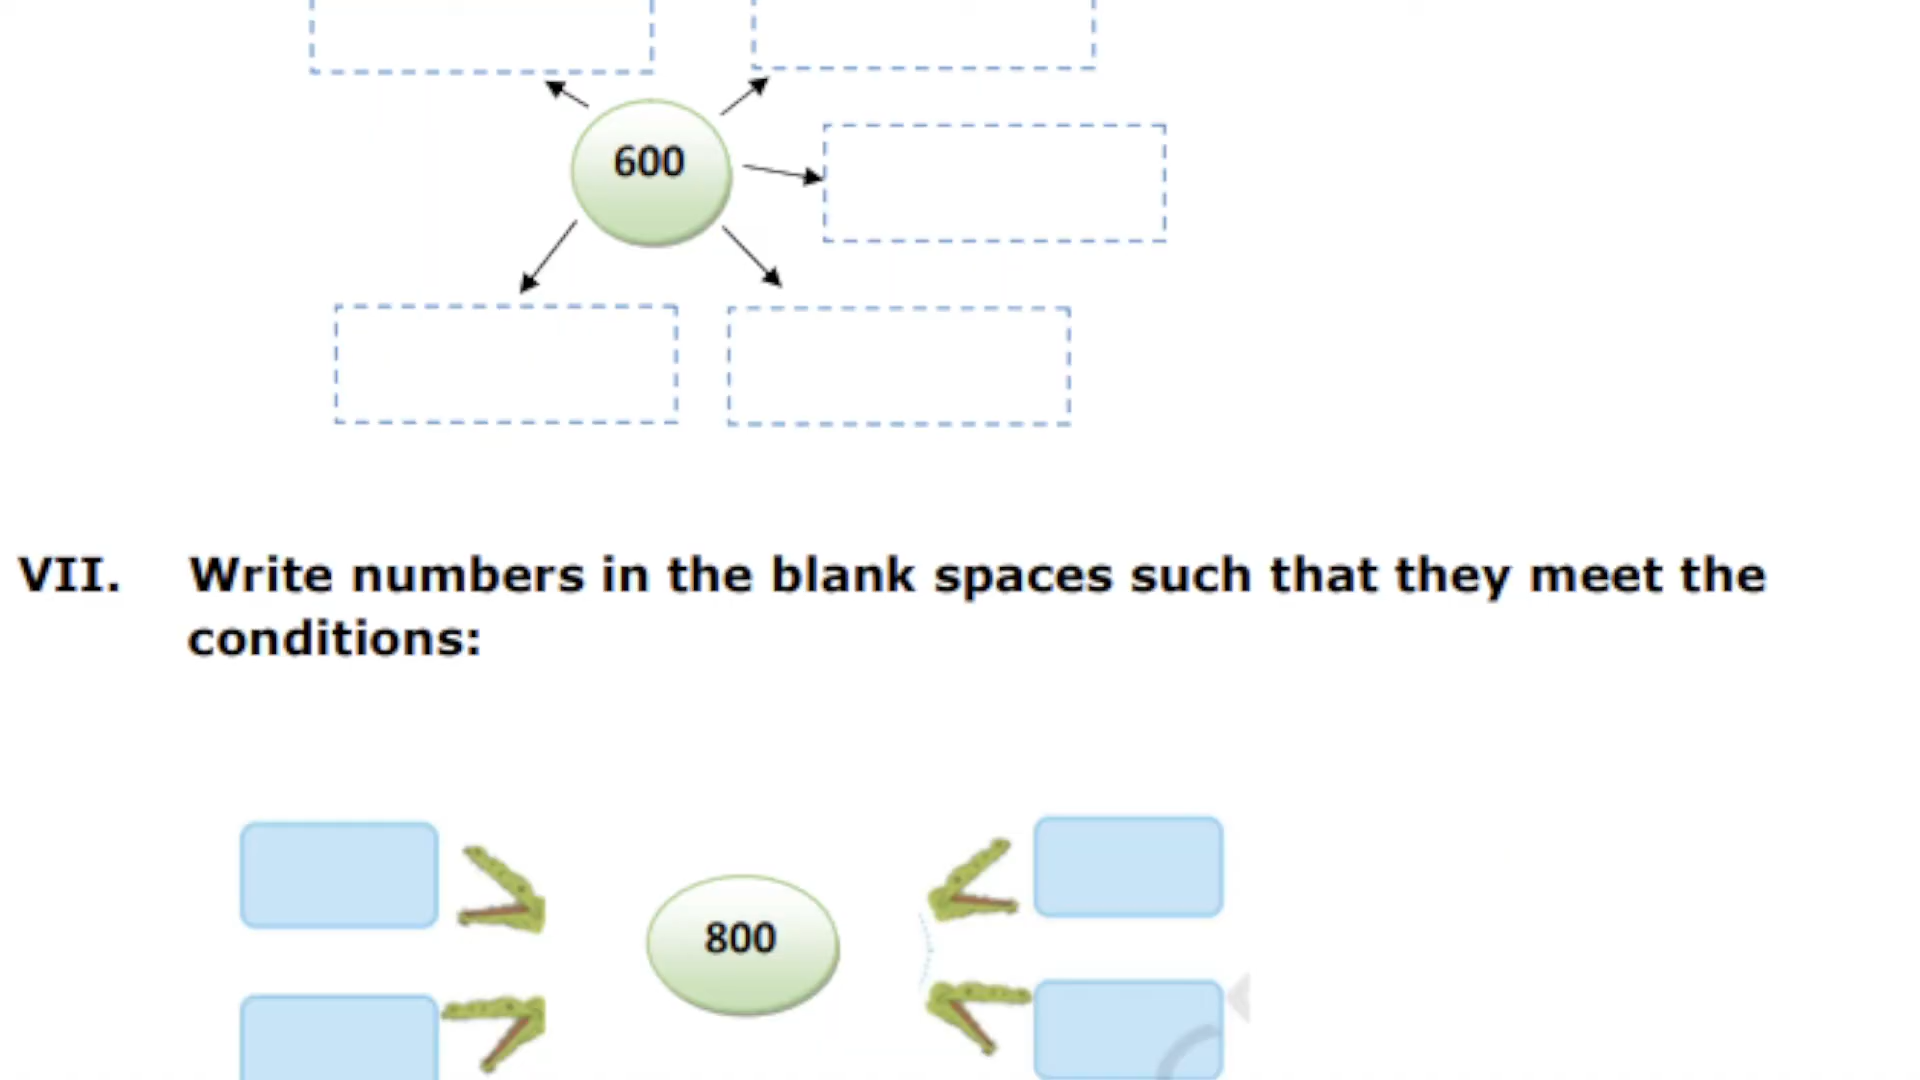 600
VII. Write numbers in the blank spaces such that they meet the
conditions:
800